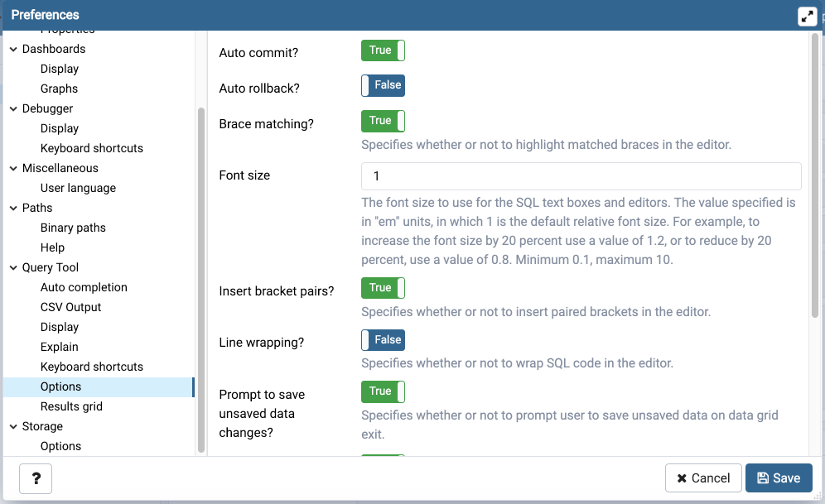 Preferences
Properties
Dashboards
Display
Graphs
Debugger
Display
Keyboard shortcuts
Miscellaneous
User language
Paths
Binary paths
Help
Query Tool
Auto completion
CSV Output
Display
Explain
Keyboard shortcuts
Options
Results grid
Storage
Options
Auto commit?
True
Auto rollback?
False
Brace matching?
True
Specifies whether or not to highlight matched braces in the editor.
Font size
1
The font size to use for the SQL text boxes and editors. The value specified is
in "em" units, in which 1 is the default relative font size. For example, to
increase the font size by 20 percent use a value of 1.2, or to reduce by 20
percent, use a value of 0.8. Minimum 0.1, maximum 10.
Insert bracket pairs?
True
Specifies whether or not to insert paired brackets in the editor.
Line wrapping?
False
Specifies whether or not to wrap SQL code in the editor.
Prompt to save
unsaved data
changes?
True
Specifies whether or not to prompt user to save unsaved data on data grid
exit.
?
Cancel
Save